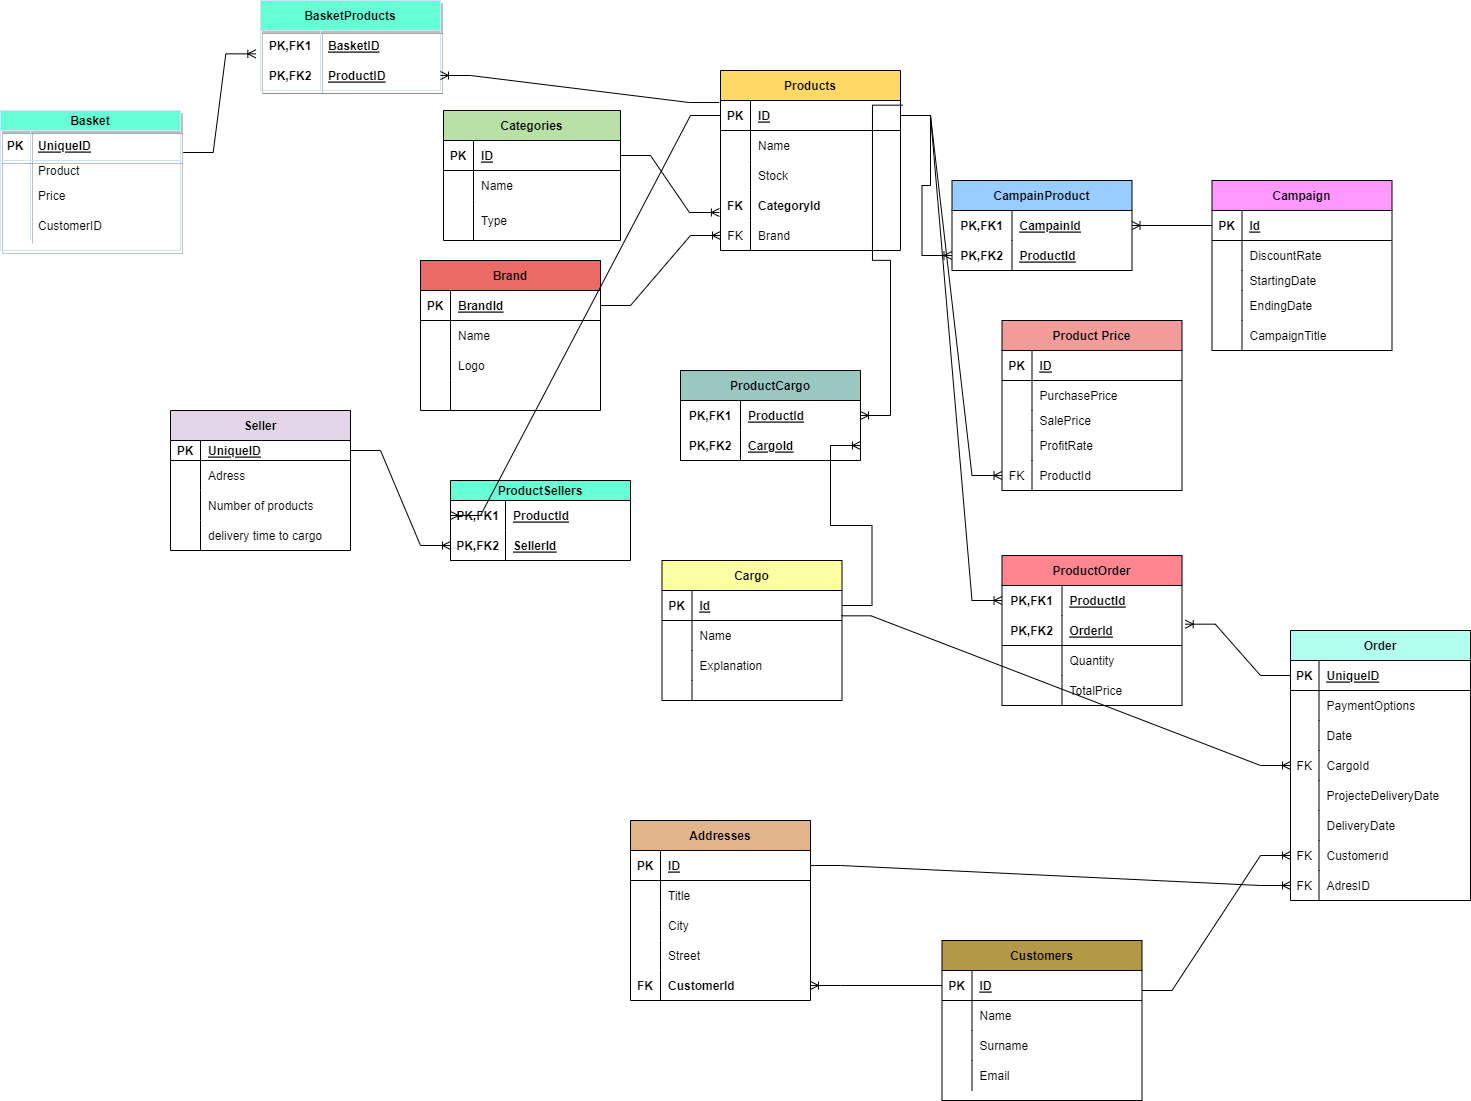 BasketProducts
PK,FK1 BasketID
PK,FK2 ProductID
Basket
PK UniqueID
Product
Price
CustomerID
Categories
PK ID
Name
Type
Products
PK ID
Name
Stock
FK CategoryId
FK Brand
Brand
PK BrandId
Name
Logo
CampainProduct
PK,FK1 CampainId
PK,FK2 ProductId
Campaign
PK Id
DiscountRate
StartingDate
EndingDate
CampaignTitle
Product Price
PK ID
PurchasePrice
SalePrice
ProfitRate
FK ProductId
ProductCargo
PK,FK1 ProductId
PK,FK2 CargoId
Seller
PK UniqueID
Adress
Number of products
delivery time to cargo
ProductSellers
PK,FK1 ProductId
PK,FK2 SellerId
Cargo
PK Id
Name
Explanation
ProductOrder
PK,FK1 ProductId
PK,FK2 OrderId
Quantity
TotalPrice
Order
PK UniqueID
PaymentOptions
Date
FK CargoId
ProjecteDeliveryDate
DeliveryDate
FK Customerıd
FK AdresID
Addresses
PK ID
Title
City
Street
FK CustomerId
Customers
PK ID
Name
Surname
Email